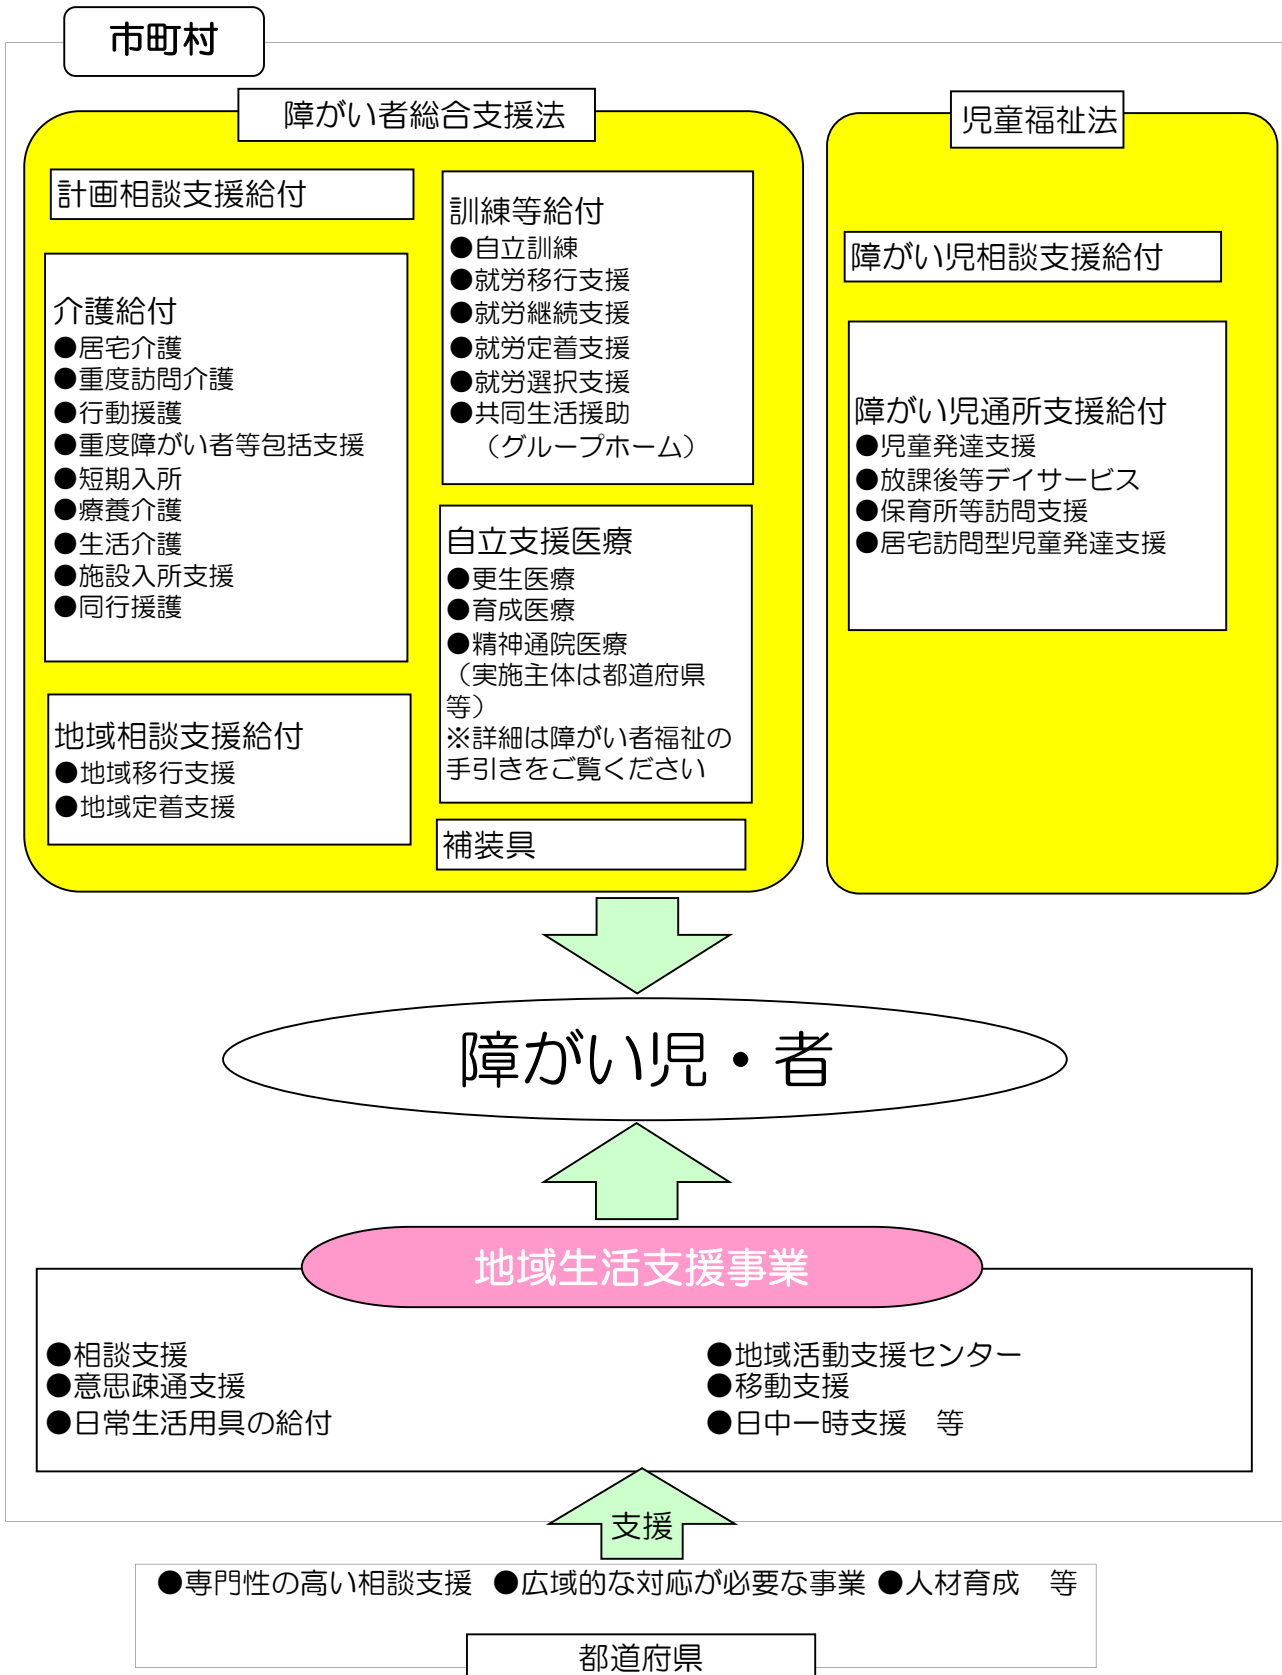 市町村
障がい者総合支援法
計画相談支援給付
介護給付
●居宅介護
●重度訪問介護
●行動援護
●重度障がい者等包括支援
●短期入所
●療養介護
●生活介護
●施設入所支援
●同行援護
地域相談支援給付
●地域移行支援
●地域定着支援
訓練等給付
●自立訓練
●就労移行支援
●就労継続支援
●就労定着支援
●就労選択支援
●共同生活援助
（グループホーム）
自立支援医療
●更生医療
●育成医療
●精神通院医療
（実施主体は都道府県
等）
※詳細は障がい者福祉の
手引きをご覧ください
補装具
児童福祉法
障がい児相談支援給付
障がい児通所支援給付
●児童発達支援
●放課後等デイサービス
●保育所等訪問支援
●居宅訪問型児童発達支援
障がい児・者
地域生活支援事業
●相談支援
●意思疎通支援
●日常生活用具の給付
●地域活動支援センター
●移動支援
●日中一時支援　等
支援
●専門性の高い相談支援　●広域的な対応が必要な事業 ●人材育成　等
都道府県